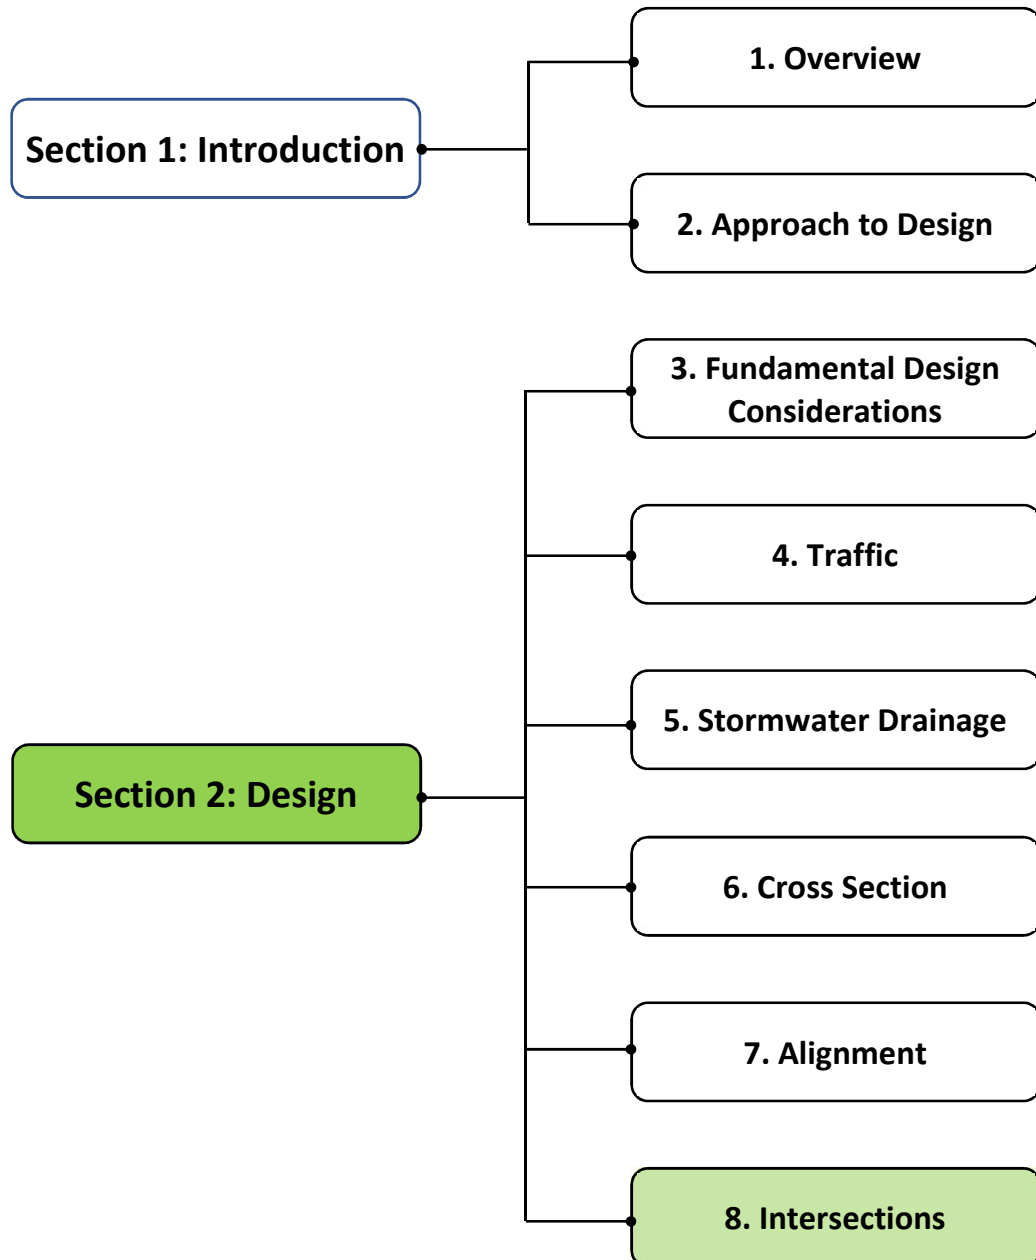 Section 1: Introduction
1. Overview
2. Approach to Design
Section 2: Design
3. Fundamental Design
Considerations
4. Traffic
5. Stormwater Drainage
6. Cross Section
7. Alignment
8. Intersections